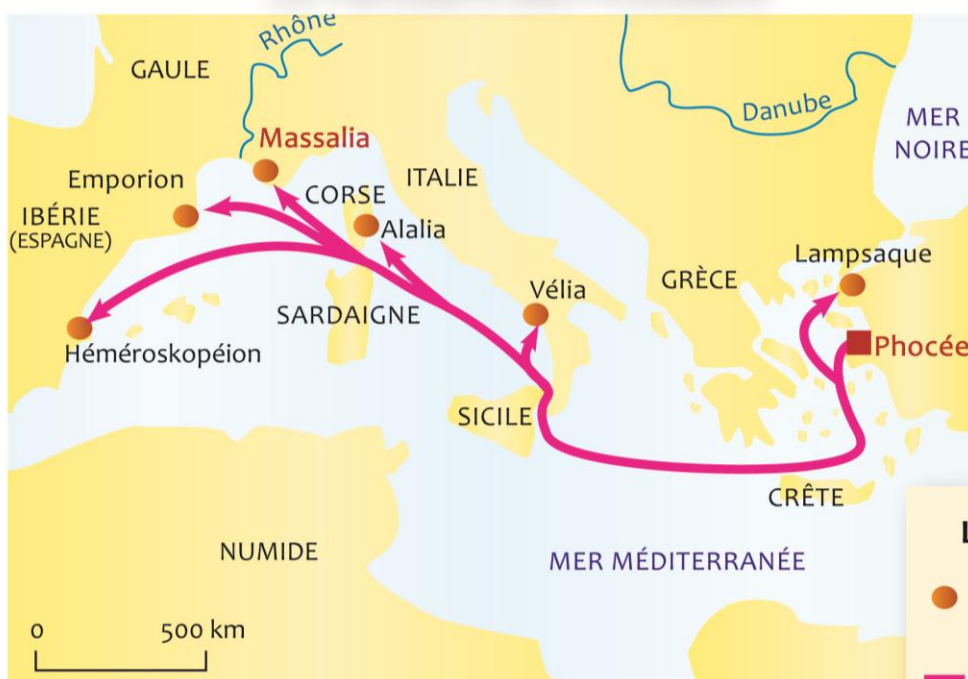 Rhône
GAULE
Danube
MER
NOIRE
Massalia
Emporion
CORSE
ITALIE
IBÉRIE
(ESPAGNE)
Alalia
Lampsaque
GRÈCE
Vélia
SARDAIGNE
Héméroskopéion
Phocée
SICILE
CRÊTE
NUMIDE
MER MÉDITERRANÉE
0 500 km
L